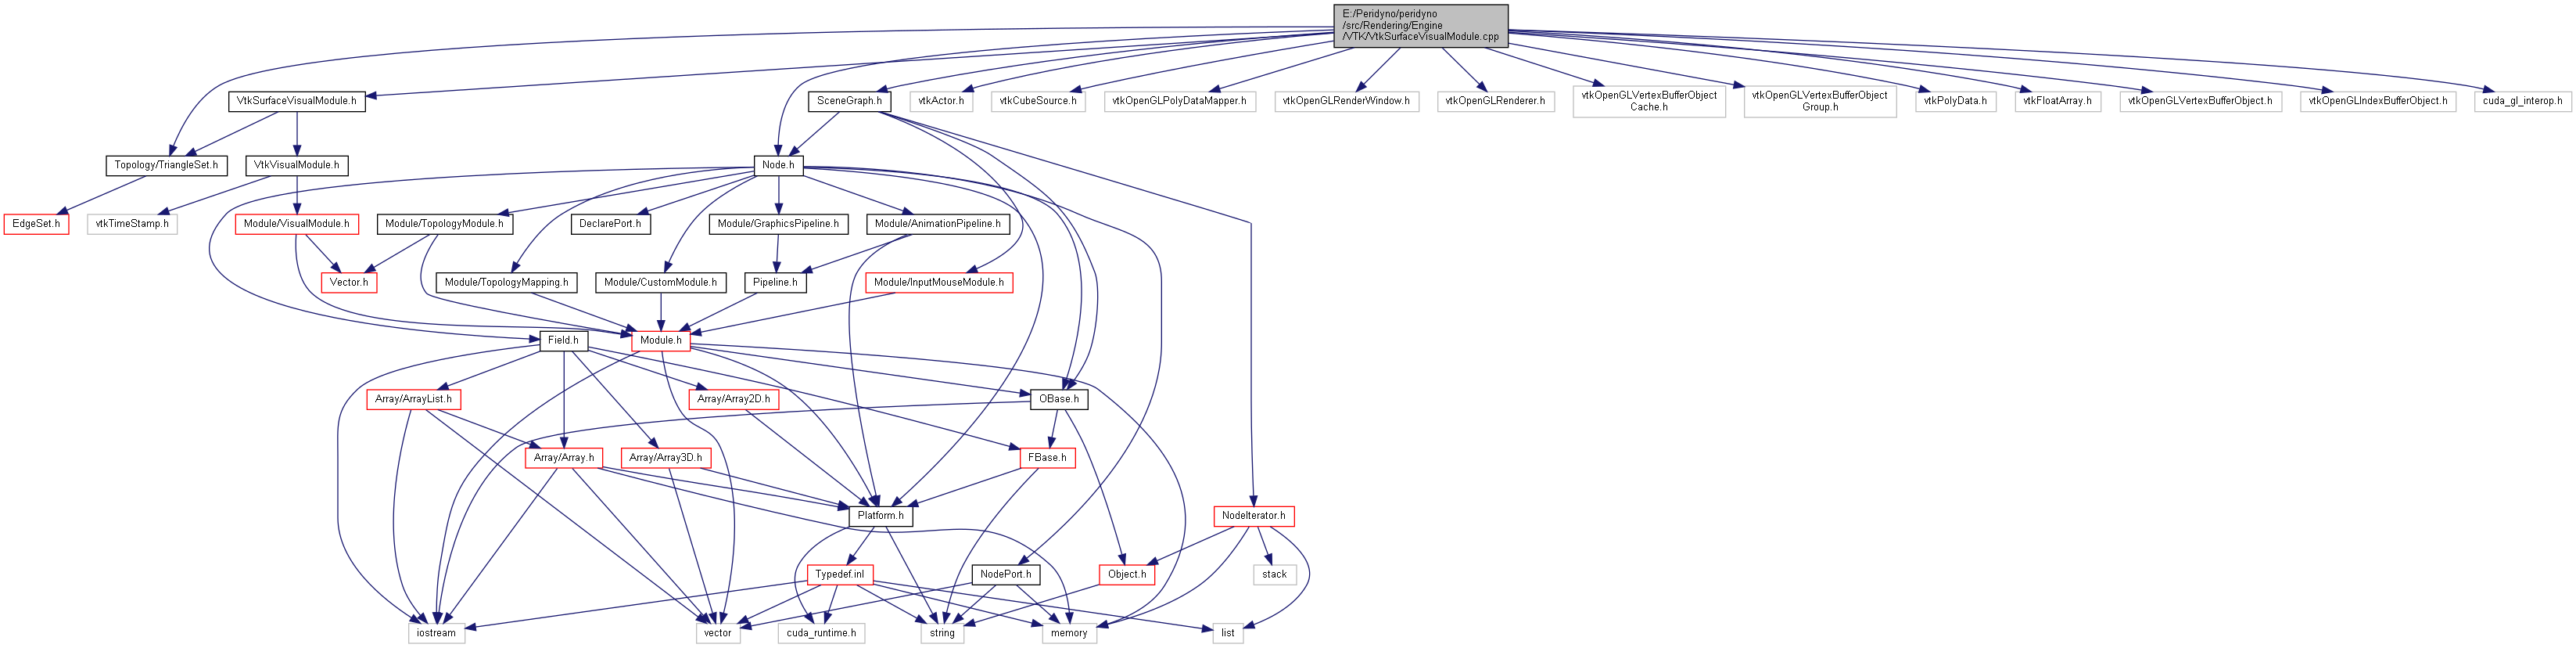 E:/Peridyno/peridyno
/src/Rendering/Engine
/VTK/VtkSurfaceVisualModule.cpp
VtkSurfaceVisualModule.h
SceneGraph.h
vtkActor.h
vtkCubeSource.h
vtkOpenGLPolyDataMapper.h
vtkOpenGLRenderWindow.h
vtkOpenGLRenderer.h
vtkOpenGLVertexBufferObject
Cache.h
vtkOpenGLVertexBufferObject
Group.h
vtkPolyData.h
vtkFloatArray.h
vtkOpenGLVertexBufferObject.h
vtkOpenGLIndexBufferObject.h
cuda_gl_interop.h
Topology/TriangleSet.h
VtkVisualModule.h
Node.h
EdgeSet.h
vtkTimeStamp.h
Module/VisualModule.h
Module/TopologyModule.h
DeclarePort.h
Module/GraphicsPipeline.h
Module/AnimationPipeline.h
Vector.h
Module/TopologyMapping.h
Module/CustomModule.h
Pipeline.h
Module/InputMouseModule.h
Field.h
Module.h
Array/ArrayList.h
Array/Array2D.h
OBase.h
Array/Array.h
Array/Array3D.h
FBase.h
Platform.h
NodeIterator.h
Typedef.inl
NodePort.h
Object.h
stack
iostream
vector
cuda_runtime.h
string
memory
list